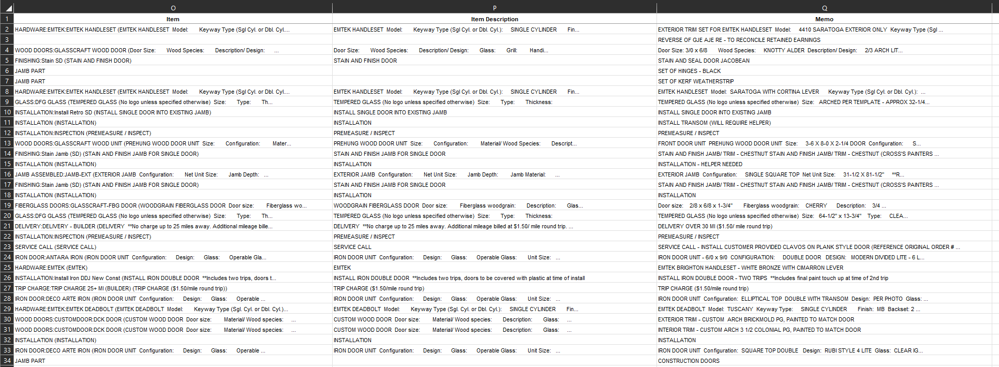 O P Q
1 Item Item Description Memo
2 HARDWARE:EMTEK:EMTEK HANDLESET (EMTEK HANDLESET Model: Keyway Type (Sgl Cyl. or Dbl. Cyl.... EMTEK HANDLESET Model: Keyway Type (Sgl Cyl. or Dbl. Cyl.): SINGLE CYLINDER Fin... EXTERIOR TRIM SET FOR EMTEK HANDLESET Model: 4410 SARATOGA EXTERIOR ONLY Keyway Type (Sgl ...
3 REVERSE OF GJE AJE RE - TO RECONCILE RETAINED EARNINGS
4 WOOD DOORS:GLASSCRAFT WOOD DOOR (Door Size: Wood Species: Description/ Design: ... Door Size: Wood Species: Description/ Design: Glass: Grill: Handi... Door Size: 3/0 x 6/8 Wood Species: KNOTTY ALDER Description/ Design: 2/3 ARCH LIT...
5 FINISHING:Stain SD (STAIN AND FINISH DOOR) STAIN AND FINISH DOOR STAIN AND SEAL DOOR JACOBEAN
6 JAMB PART SET OF HINGES - BLACK
7 JAMB PART SET OF KERF WEATHERSTRIP
8 HARDWARE:EMTEK:EMTEK HANDLESET (EMTEK HANDLESET Model: Keyway Type (Sgl Cyl. or Dbl. Cyl.... EMTEK HANDLESET Model: Keyway Type (Sgl Cyl. or Dbl. Cyl.): SINGLE CYLINDER Fin... EMTEK HANDLESET Model: SARATOGA WITH CORTINA LEVER Keyway Type (Sgl Cyl. or Dbl. Cyl.): ...
9 GLASS:DFG GLASS (TEMPERED GLASS (No logo unless specified otherwise) Size: Type: Th... TEMPERED GLASS (No logo unless specified otherwise) Size: Type: Thickness: TEMPERED GLASS (No logo unless specified otherwise) Size: ARCHED PER TEMPLATE - APPROX 32-1/4...
10 INSTALLATION:Install Retro SD (INSTALL SINGLE DOOR INTO EXISTING JAMB) INSTALL SINGLE DOOR INTO EXISTING JAMB INSTALL SINGLE DOOR INTO EXISTING JAMB
11 INSTALLATION (INSTALLATION) INSTALLATION INSTALL TRANSOM (WILL REQUIRE HELPER)
12 INSTALLATION:INSPECTION (PREMEASURE / INSPECT) PREMEASURE / INSPECT PREMEASURE / INSPECT
13 WOOD DOORS:GLASSCRAFT WOOD UNIT (PREHUNG WOOD DOOR UNIT Size: Configuration: Mater... PREHUNG WOOD DOOR UNIT Size: Configuration: Material/ Wood Species: Descript... FRONT DOOR UNIT PREHUNG WOOD DOOR UNIT Size: 3-6 X 8-0 X 2-1/4 DOOR Configuration: S...
14 FINISHING:Stain Jamb (SD) (STAIN AND FINISH JAMB FOR SINGLE DOOR) STAIN AND FINISH JAMB FOR SINGLE DOOR STAIN AND FINISH JAMB/ TRIM - CHESTNUT STAIN AND FINISH JAMB/ TRIM - CHESTNUT (CROSS'S PAINTERS ...
15 INSTALLATION (INSTALLATION) INSTALLATION INSTALLATION - HELPER NEEDED
16 JAMB ASSEMBLED:JAMB-EXT (EXTERIOR JAMB Configuration: Net Unit Size: Jamb Depth: ... EXTERIOR JAMB Configuration: Net Unit Size: Jamb Depth: Jamb Material: ... EXTERIOR JAMB Configuration: SINGLE SQUARE TOP Net Unit Size: 31-1/2 X 81-1/2" **R...
17 FINISHING:Stain Jamb (SD) (STAIN AND FINISH JAMB FOR SINGLE DOOR) STAIN AND FINISH JAMB FOR SINGLE DOOR STAIN AND FINISH JAMB/ TRIM - CHESTNUT STAIN AND FINISH JAMB/ TRIM - CHESTNUT (CROSS'S PAINTERS ...
18 INSTALLATION (INSTALLATION) INSTALLATION INSTALLATION
19 FIBERGLASS DOORS:GLASSCRAFT-FBG DOOR (WOODGRAIN FIBERGLASS DOOR Door size: Fiberglass wo... WOODGRAIN FIBERGLASS DOOR Door size: Fiberglass woodgrain: Description: Glas... Door size: 2/8 x 6/8 x 1-3/4" Fiberglass woodgrain: CHERRY Description: 3/4 ...
20 GLASS:DFG GLASS (TEMPERED GLASS (No logo unless specified otherwise) Size: Type: Th... TEMPERED GLASS (No logo unless specified otherwise) Size: Type: Thickness: TEMPERED GLASS (No logo unless specified otherwise) Size: 64-1/2" x 13-3/4" Type: CLEA...
21 DELIVERY:DELIVERY - BUILDER (DELIVERY **No charge up to 25 miles away. Additional mileage bille... DELIVERY **No charge up to 25 miles away. Additional mileage billed at $1.50/ mile round trip. ... DELIVERY OVER 30 MI ($1.50/ mile round trip)
22 INSTALLATION:INSPECTION (PREMEASURE / INSPECT) PREMEASURE / INSPECT PREMEASURE / INSPECT
23 SERVICE CALL (SERVICE CALL) SERVICE CALL SERVICE CALL - INSTALL CUSTOMER PROVIDED CLAVOS ON PLANK STYLE DOOR (REFERENCE ORIGINAL ORDER # ...
24 IRON DOOR:ANTARA IRON (IRON DOOR UNIT Configuration: Design: Glass: Operable Gla... IRON DOOR UNIT Configuration: Design: Glass: Operable Glass: Unit Size: ... IRON DOOR UNIT - 6/0 x 9/0 CONFIGURATION: DOUBLE DOOR DESIGN: MODERN DIVIDED LITE - 6 L...
25 HARDWARE:EMTEK (EMTEK) EMTEK EMTEK BRIGHTON HANDLESET - WHITE BRONZE WITH CIMARRON LEVER
26 INSTALLATION:Install Iron DDJ New Const (INSTALL IRON DOUBLE DOOR **Includes two trips, doors t... INSTALL IRON DOUBLE DOOR **Includes two trips, doors to be covered with plastic at time of install INSTALL IRON DOUBLE DOOR - TWO TRIPS **Includes final paint touch up at time of 2nd trip
27 TRIP CHARGE:TRIP CHARGE 25+ MI (BUILDER) (TRIP CHARGE ($1.50/mile round trip)) TRIP CHARGE ($1.50/mile round trip) TRIP CHARGE ($1.50/mile round trip)
28 IRON DOOR:DECO ARTE IRON (IRON DOOR UNIT Configuration: Design: Glass: Operable ... IRON DOOR UNIT Configuration: Design: Glass: Operable Glass: Unit Size: ... IRON DOOR UNIT Configuration: ELLIPTICAL TOP DOUBLE WITH TRANSOM Design: PER PHOTO Glass: ...
29 HARDWARE:EMTEK:EMTEK DEADBOLT (EMTEK DEADBOLT Model: Keyway Type (Sgl. Cyl. or Dbl. Cyl.)... EMTEK DEADBOLT Model: Keyway Type (Sgl. Cyl. or Dbl. Cyl.): SINGLE CYLINDER Fin... EMTEK DEADBOLT Model: TUSCANY Keyway Type: SINGLE CYLINDER Finish: MB Backset: 2 ...
30 WOOD DOORS:CUSTOMDOOR:DCK DOOR (CUSTOM WOOD DOOR Door size: Material/ Wood species: ... CUSTOM WOOD DOOR Door size: Material/ Wood species: Description: Glass: ... EXTERIOR TRIM - CUSTOM ARCH BRICKMOLD PG, PAINTED TO MATCH DOOR
31 WOOD DOORS:CUSTOMDOOR:DCK DOOR (CUSTOM WOOD DOOR Door size: Material/ Wood species: ... CUSTOM WOOD DOOR Door size: Material/ Wood species: Description: Glass: ... INTERIOR TRIM - CUSTOM ARCH 3 1/2 COLONIAL PG, PAINTED TO MATCH DOOR
32 INSTALLATION (INSTALLATION) INSTALLATION INSTALLATION
33 IRON DOOR:DECO ARTE IRON (IRON DOOR UNIT Configuration: Design: Glass: Operable ... IRON DOOR UNIT Configuration: Design: Glass: Operable Glass: Unit Size: ... IRON DOOR UNIT Configuration: SQUARE TOP DOUBLE Design: RUBI STYLE 4 LITE Glass: CLEAR IG...
34 JAMB PART CONSTRUCTION DOORS